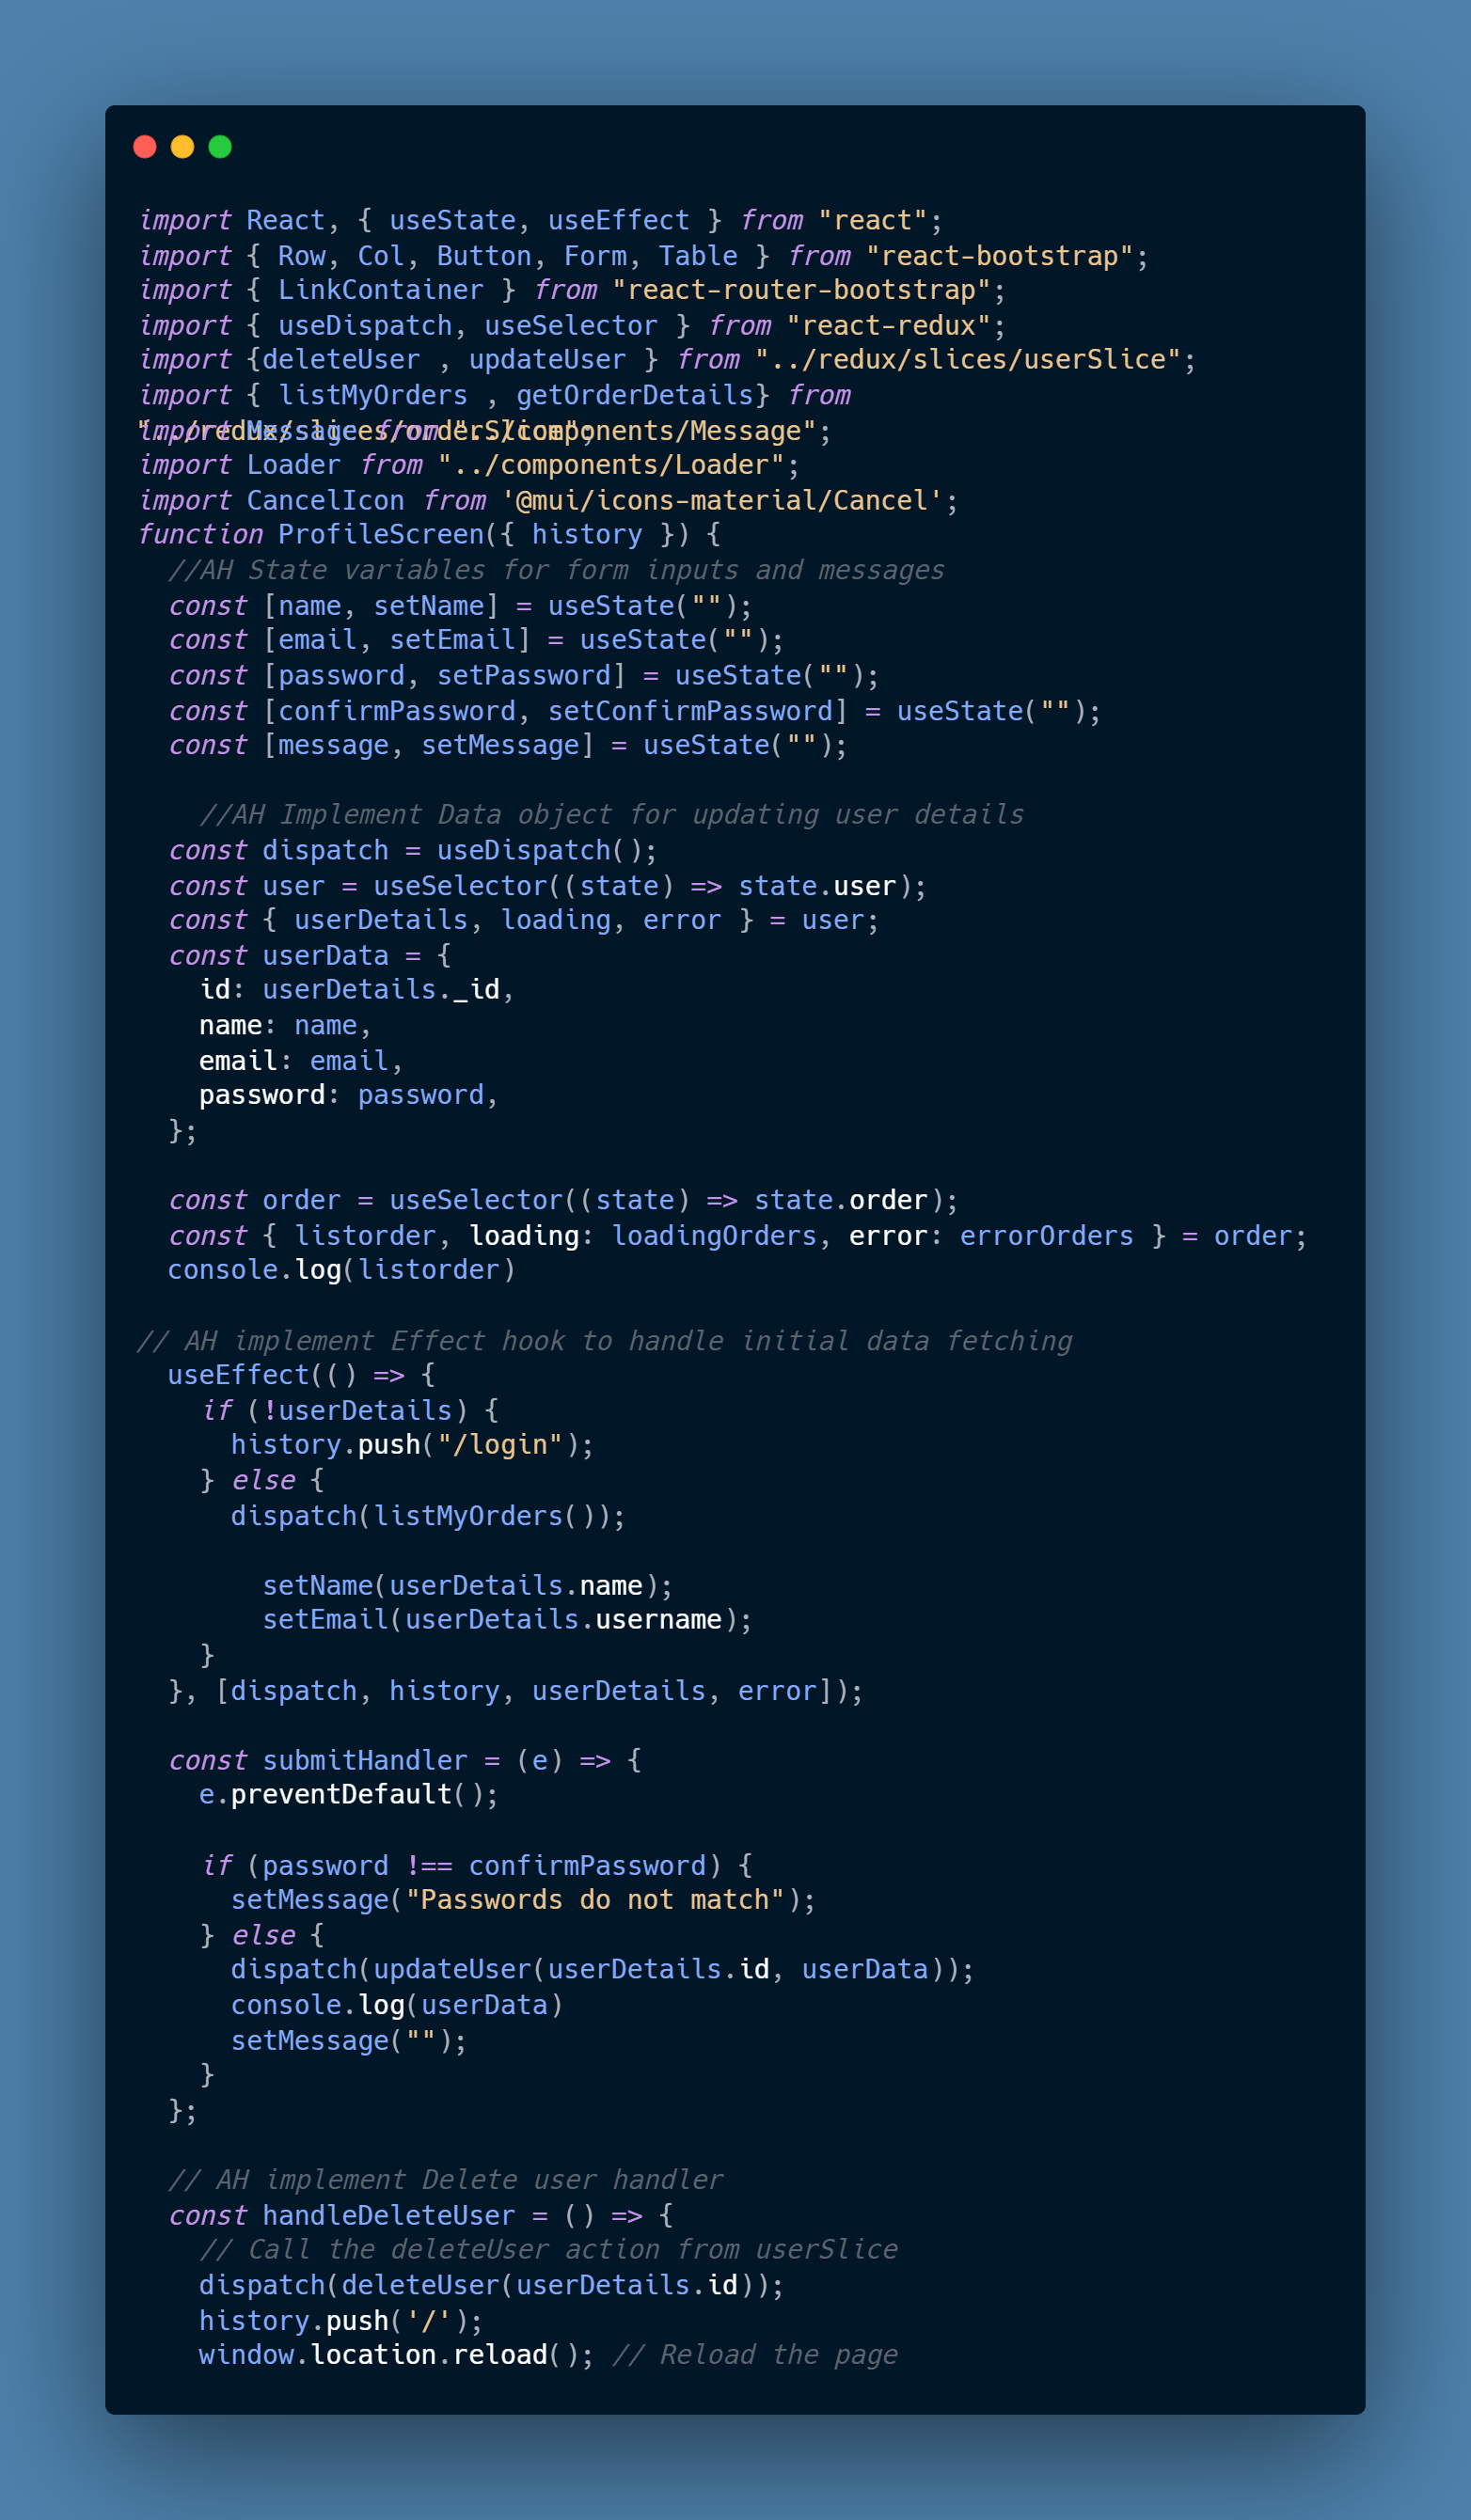 import React, { useState, useEffect } from "react";
import { Row, Col, Button, Form, Table } from "react-bootstrap";
import { LinkContainer } from "react-router-bootstrap";
import { useDispatch, useSelector } from "react-redux";
import {deleteUser , updateUser } from "../redux/slices/userSlice";
import { listMyOrders , getOrderDetails} from
"../redux/slices/orderSlice";
import Message from "../components/Message";
import Loader from "../components/Loader";
import CancelIcon from '@mui/icons-material/Cancel';
function ProfileScreen({ history }) {
  //AH State variables for form inputs and messages
  const [name, setName] = useState("");
  const [email, setEmail] = useState("");
  const [password, setPassword] = useState("");
  const [confirmPassword, setConfirmPassword] = useState("");
  const [message, setMessage] = useState("");

    //AH Implement Data object for updating user details
  const dispatch = useDispatch();
  const user = useSelector((state) => state.user);
  const { userDetails, loading, error } = user;
  const userData = {
    id: userDetails._id,
    name: name,
    email: email,
    password: password,
  };

  const order = useSelector((state) => state.order);
  const { listorder, loading: loadingOrders, error: errorOrders } = order;
  console.log(listorder)

// AH implement Effect hook to handle initial data fetching
  useEffect(() => {
    if (!userDetails) {
      history.push("/login");
    } else {
      dispatch(listMyOrders());

        setName(userDetails.name);
        setEmail(userDetails.username);
    }
  }, [dispatch, history, userDetails, error]);

  const submitHandler = (e) => {
    e.preventDefault();

    if (password !== confirmPassword) {
      setMessage("Passwords do not match");
    } else {
      dispatch(updateUser(userDetails.id, userData));
      console.log(userData)
      setMessage("");
    }
  };

  // AH implement Delete user handler
  const handleDeleteUser = () => {
    // Call the deleteUser action from userSlice
    dispatch(deleteUser(userDetails.id));
    history.push('/');
    window.location.reload(); // Reload the page